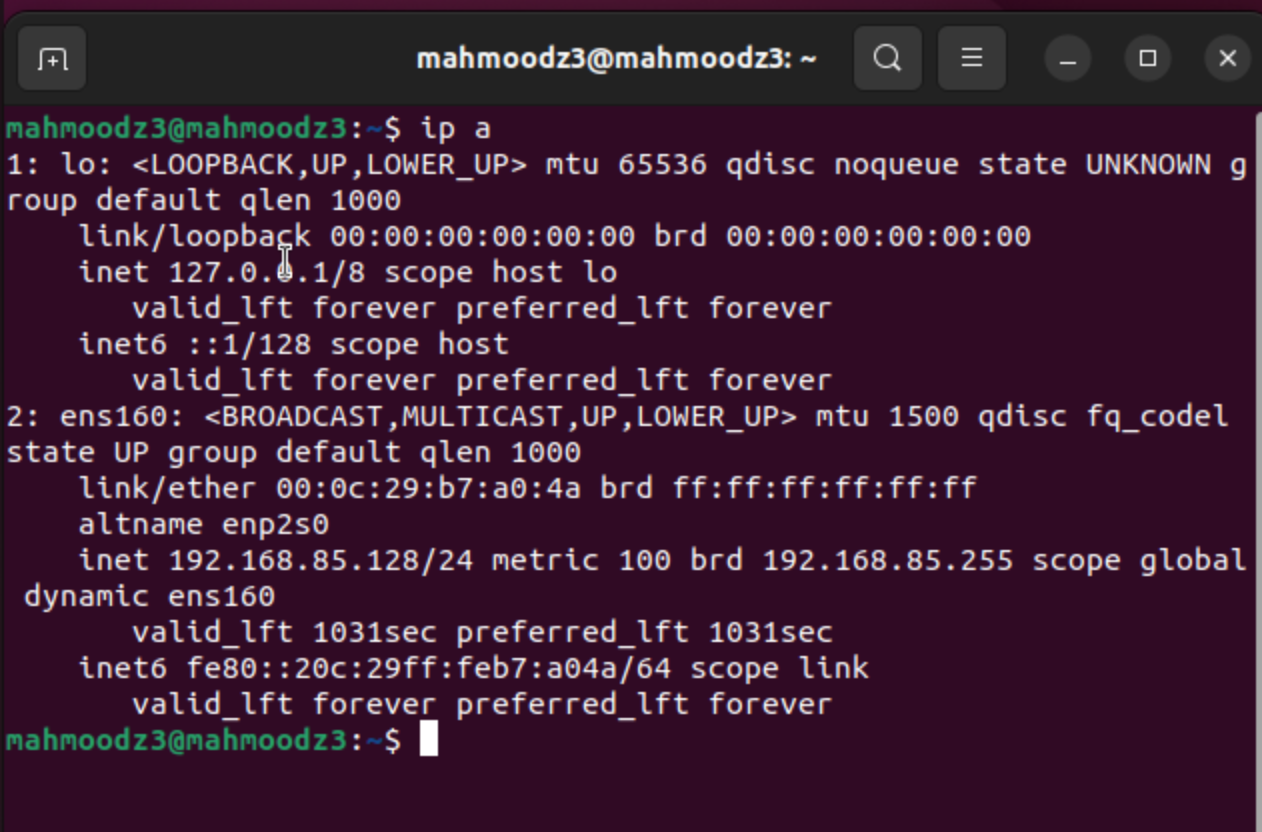 mahmoodz3@mahmoodz3: ~
mahmoodz3@mahmoodz3:~$ ip a
1: lo: <LOOPBACK,UP,LOWER_UP> mtu 65536 qdisc noqueue state UNKNOWN g
roup default qlen 1000
    link/loopback 00:00:00:00:00:00 brd 00:00:00:00:00:00
    inet 127.0.0.1/8 scope host lo
       valid_lft forever preferred_lft forever
    inet6 ::1/128 scope host
       valid_lft forever preferred_lft forever
2: ens160: <BROADCAST,MULTICAST,UP,LOWER_UP> mtu 1500 qdisc fq_codel
state UP group default qlen 1000
    link/ether 00:0c:29:b7:a0:4a brd ff:ff:ff:ff:ff:ff
    altname enp2s0
    inet 192.168.85.128/24 metric 100 brd 192.168.85.255 scope global
 dynamic ens160
       valid_lft 1031sec preferred_lft 1031sec
    inet6 fe80::20c:29ff:feb7:a04a/64 scope link
       valid_lft forever preferred_lft forever
mahmoodz3@mahmoodz3:~$